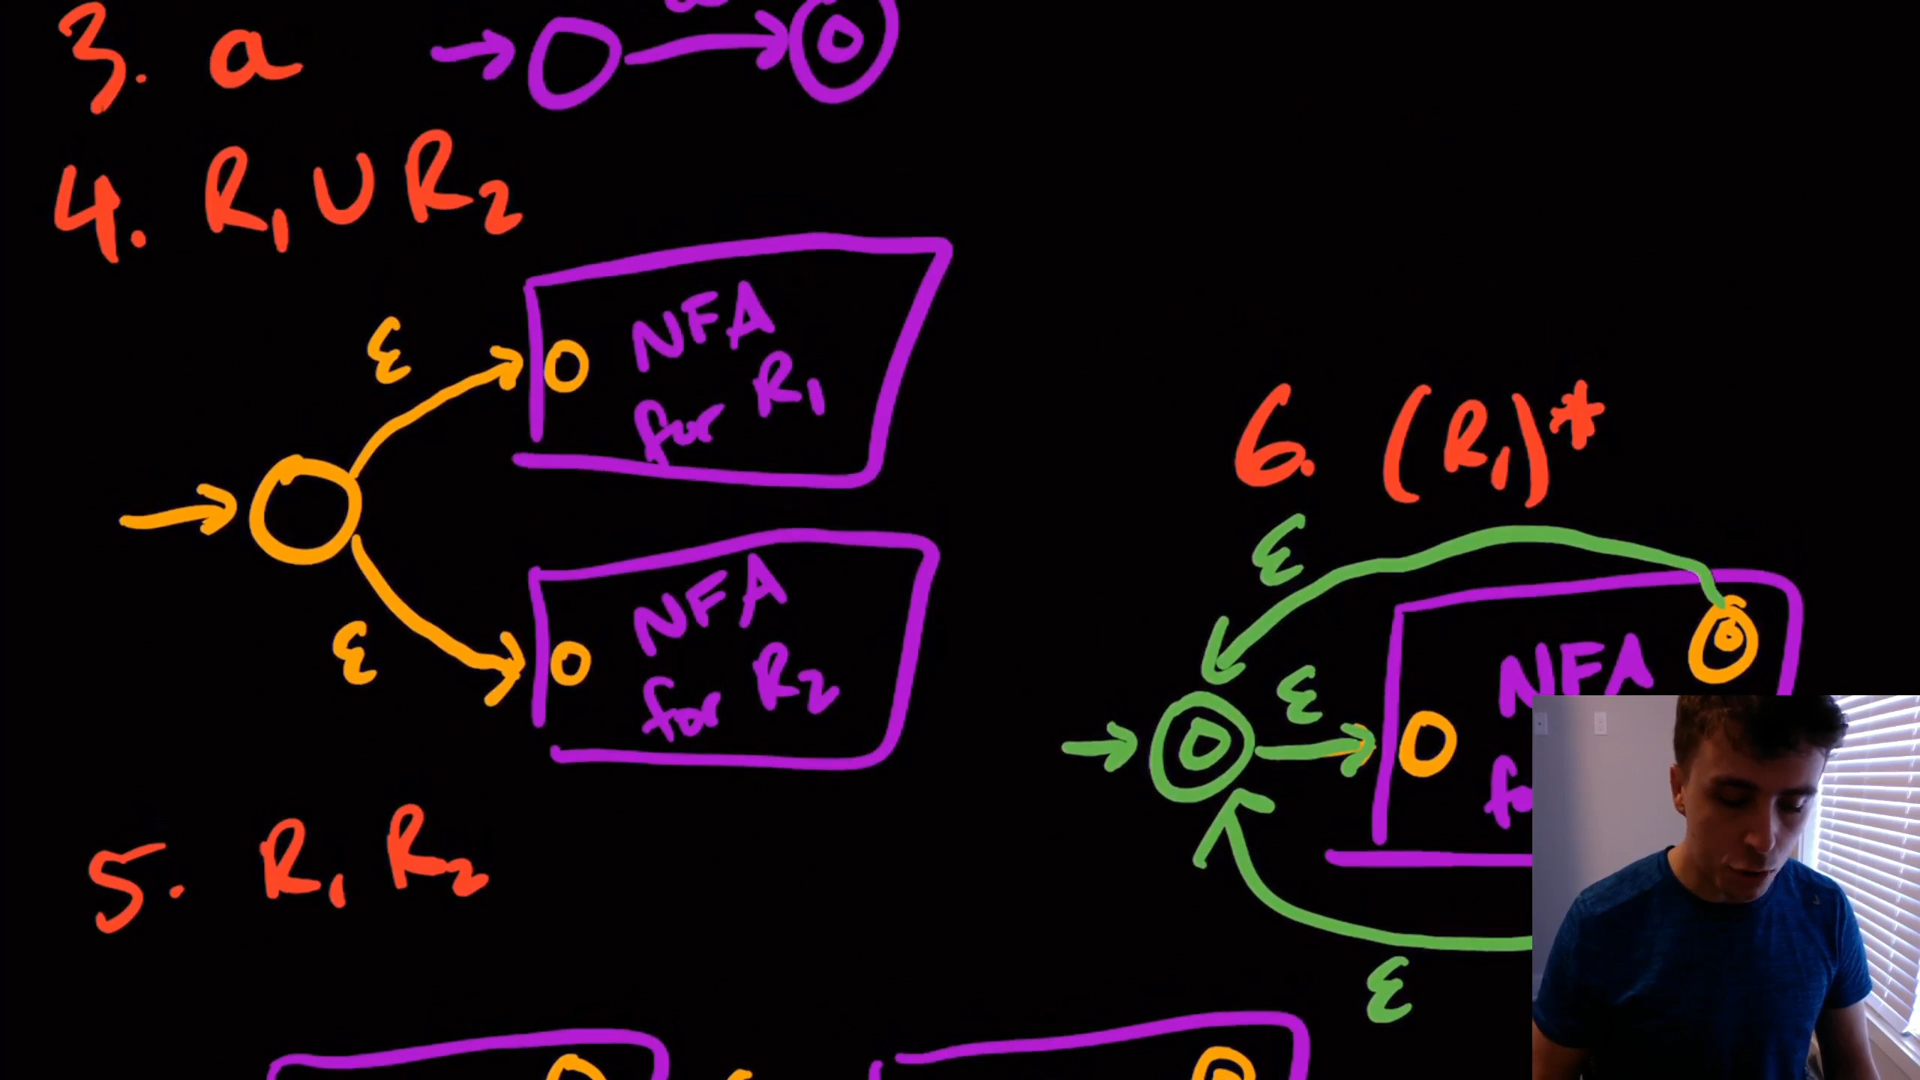 3. a
4. R₁ ∪ R₂
ε
NFA
for R₁
ε
NFA
for R₂
5. R₁ R₂
6. (R₁)*
ε
ε
NFA
ε